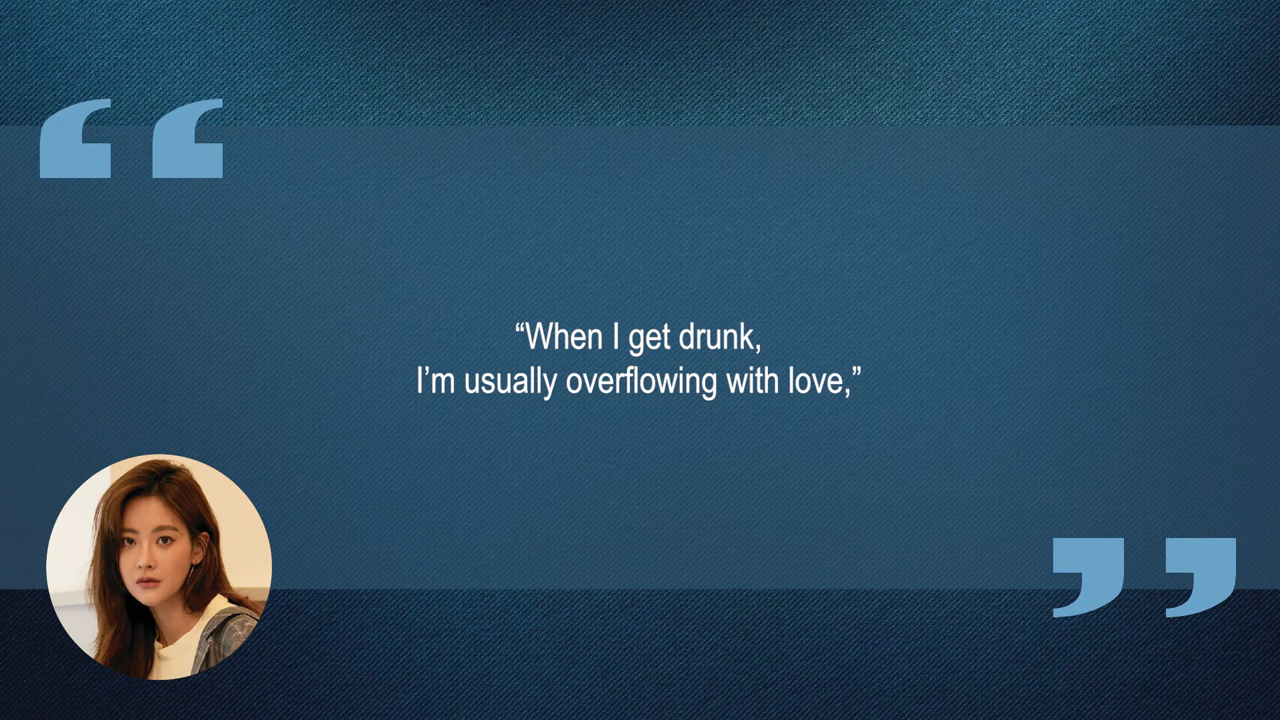 “When I get drunk,
I’m usually overflowing with love,”